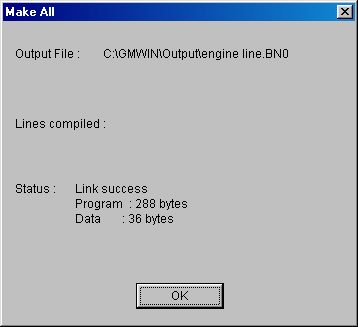 Make All
Output File : C:\GMWIN\Output\engine line.BN0
Lines compiled :
Status : Link success
Program : 288 bytes
Data : 36 bytes
OK